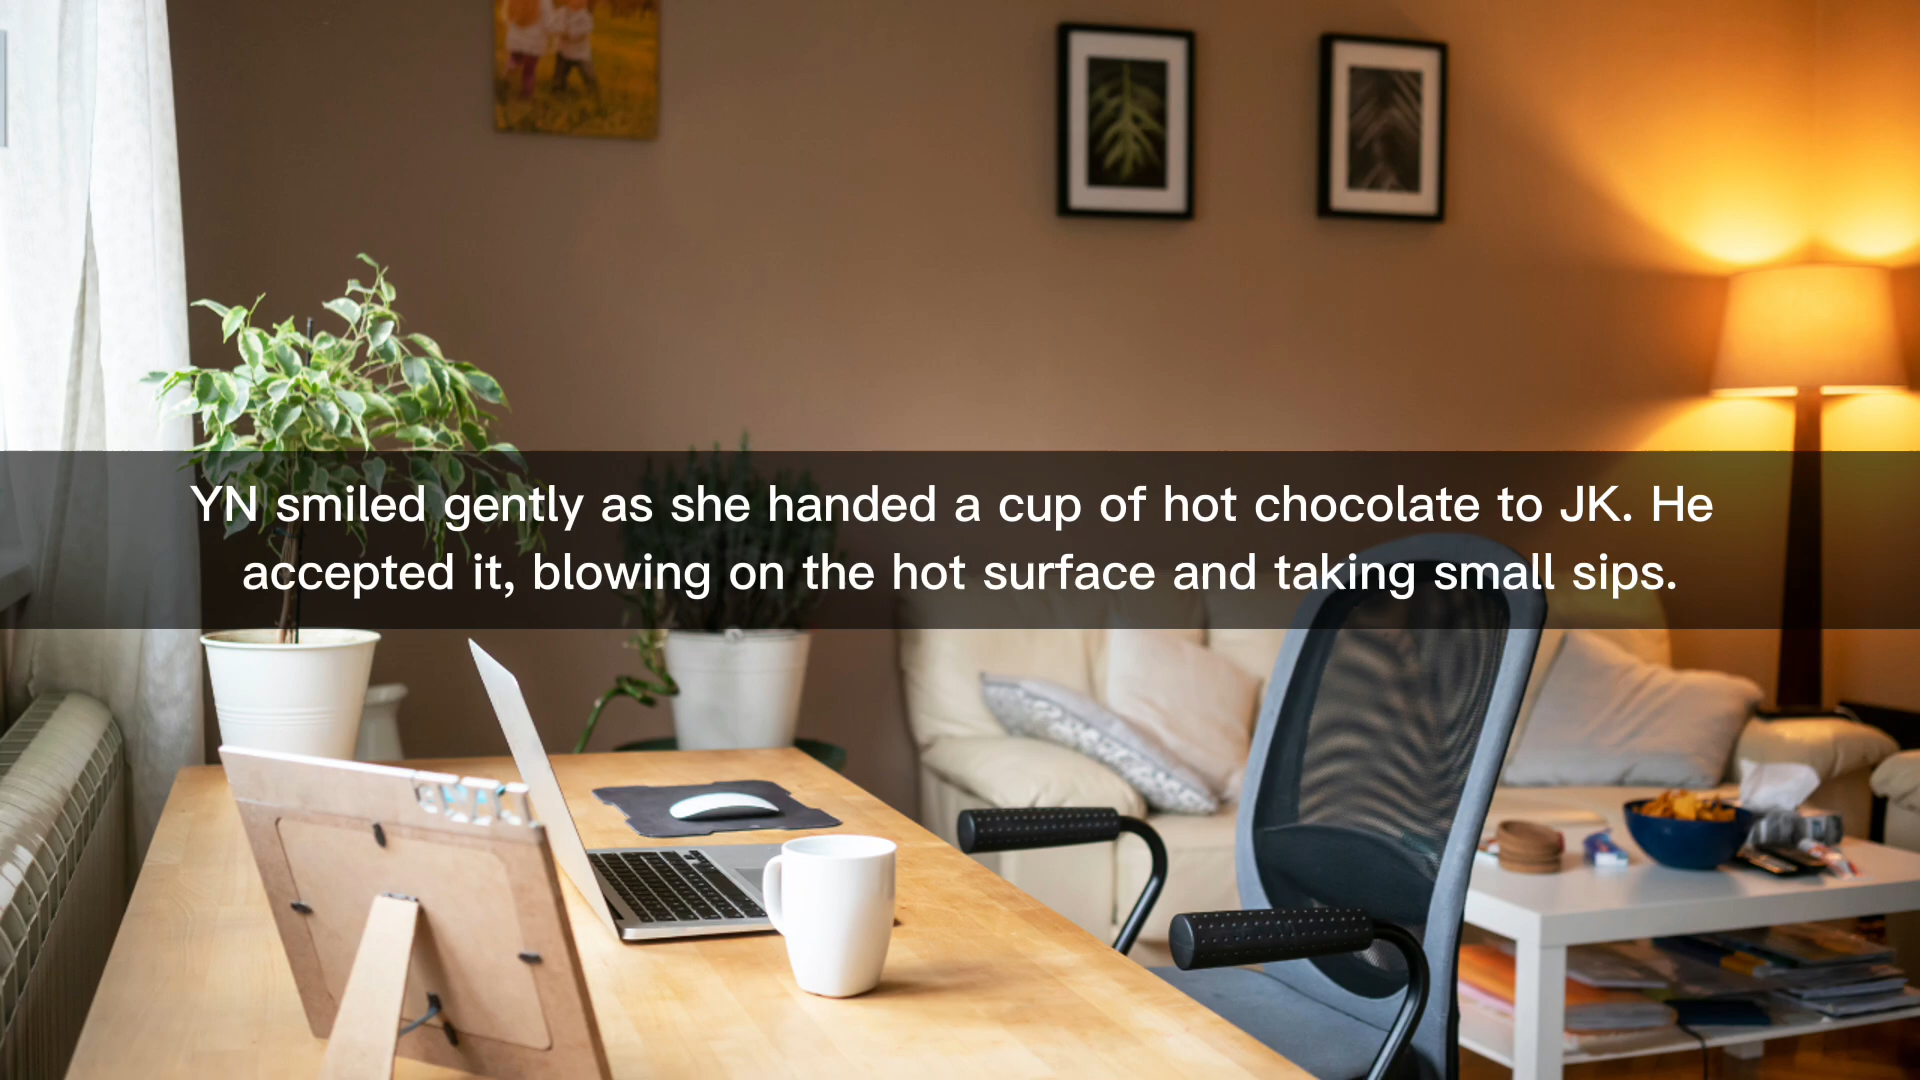 YN smiled gently as she handed a cup of hot chocolate to JK. He
accepted it, blowing on the hot surface and taking small sips.